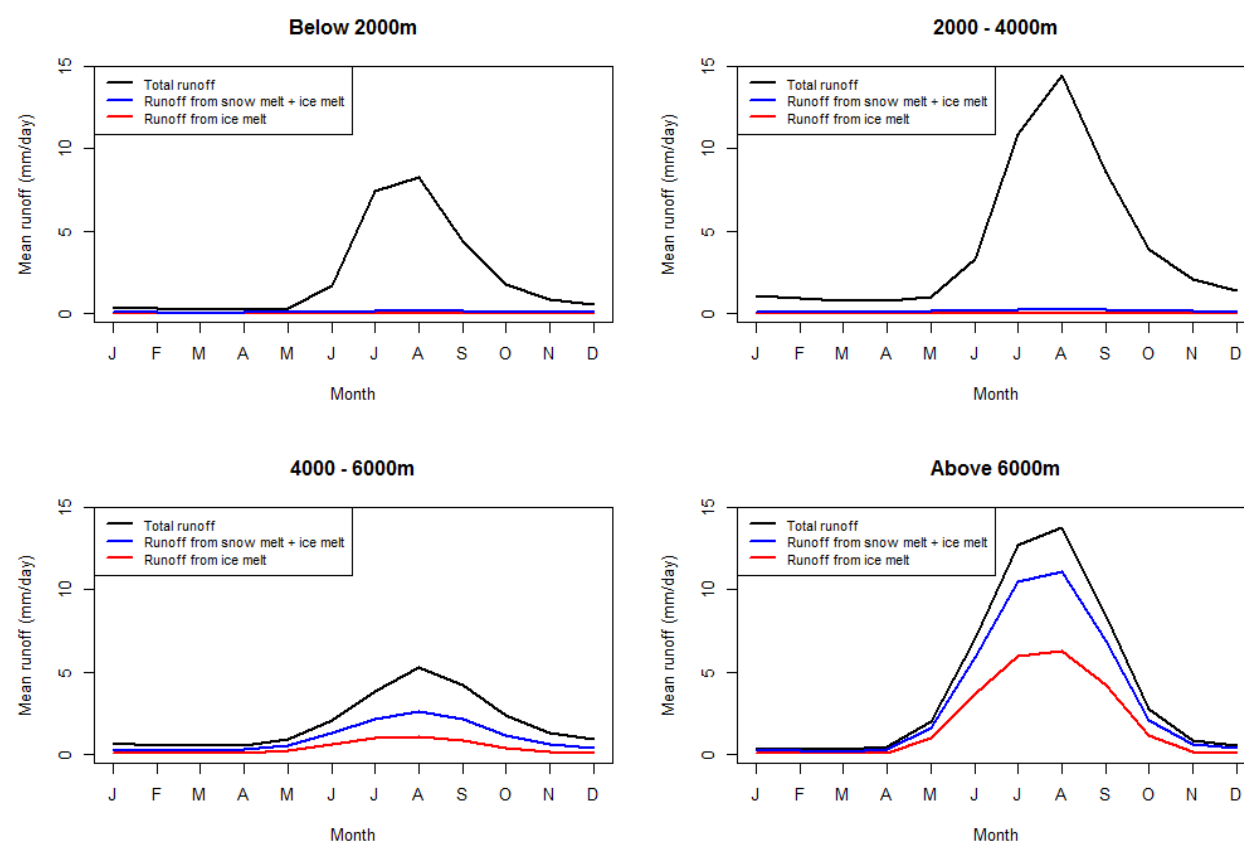 Below 2000m
15
10
5
0
Mean runoff (mm/day)
Total runoff
Runoff from snow melt + ice melt
Runoff from ice melt
J F M A M J J A S O N D
Month
2000 - 4000m
15
10
5
0
Mean runoff (mm/day)
Total runoff
Runoff from snow melt + ice melt
Runoff from ice melt
J F M A M J J A S O N D
Month
4000 - 6000m
15
10
5
0
Mean runoff (mm/day)
Total runoff
Runoff from snow melt + ice melt
Runoff from ice melt
J F M A M J J A S O N D
Month
Above 6000m
15
10
5
0
Mean runoff (mm/day)
Total runoff
Runoff from snow melt + ice melt
Runoff from ice melt
J F M A M J J A S O N D
Month